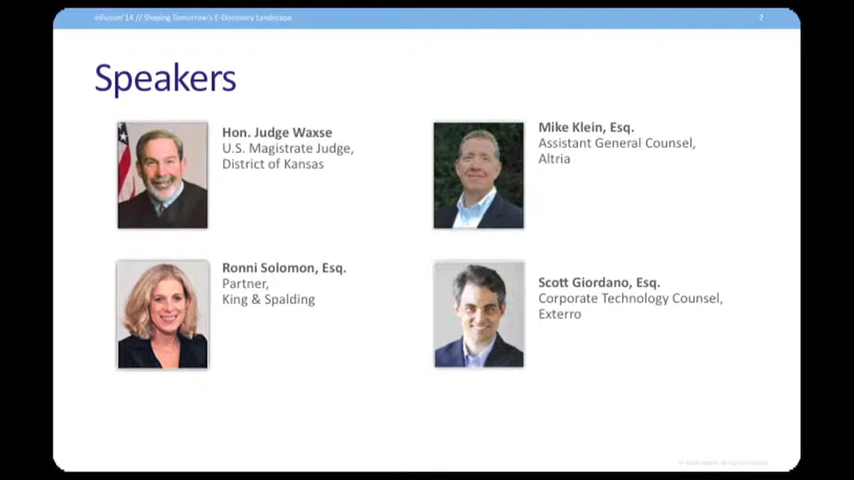 InFusion'14 // Shaping Tomorrow's E-Discovery Landscape
2
Speakers
Hon. Judge Waxse
U.S. Magistrate Judge,
District of Kansas
Mike Klein, Esq.
Assistant General Counsel,
Altria
Ronni Solomon, Esq.
Partner,
King & Spalding
Scott Giordano, Esq.
Corporate Technology Counsel,
Exterro